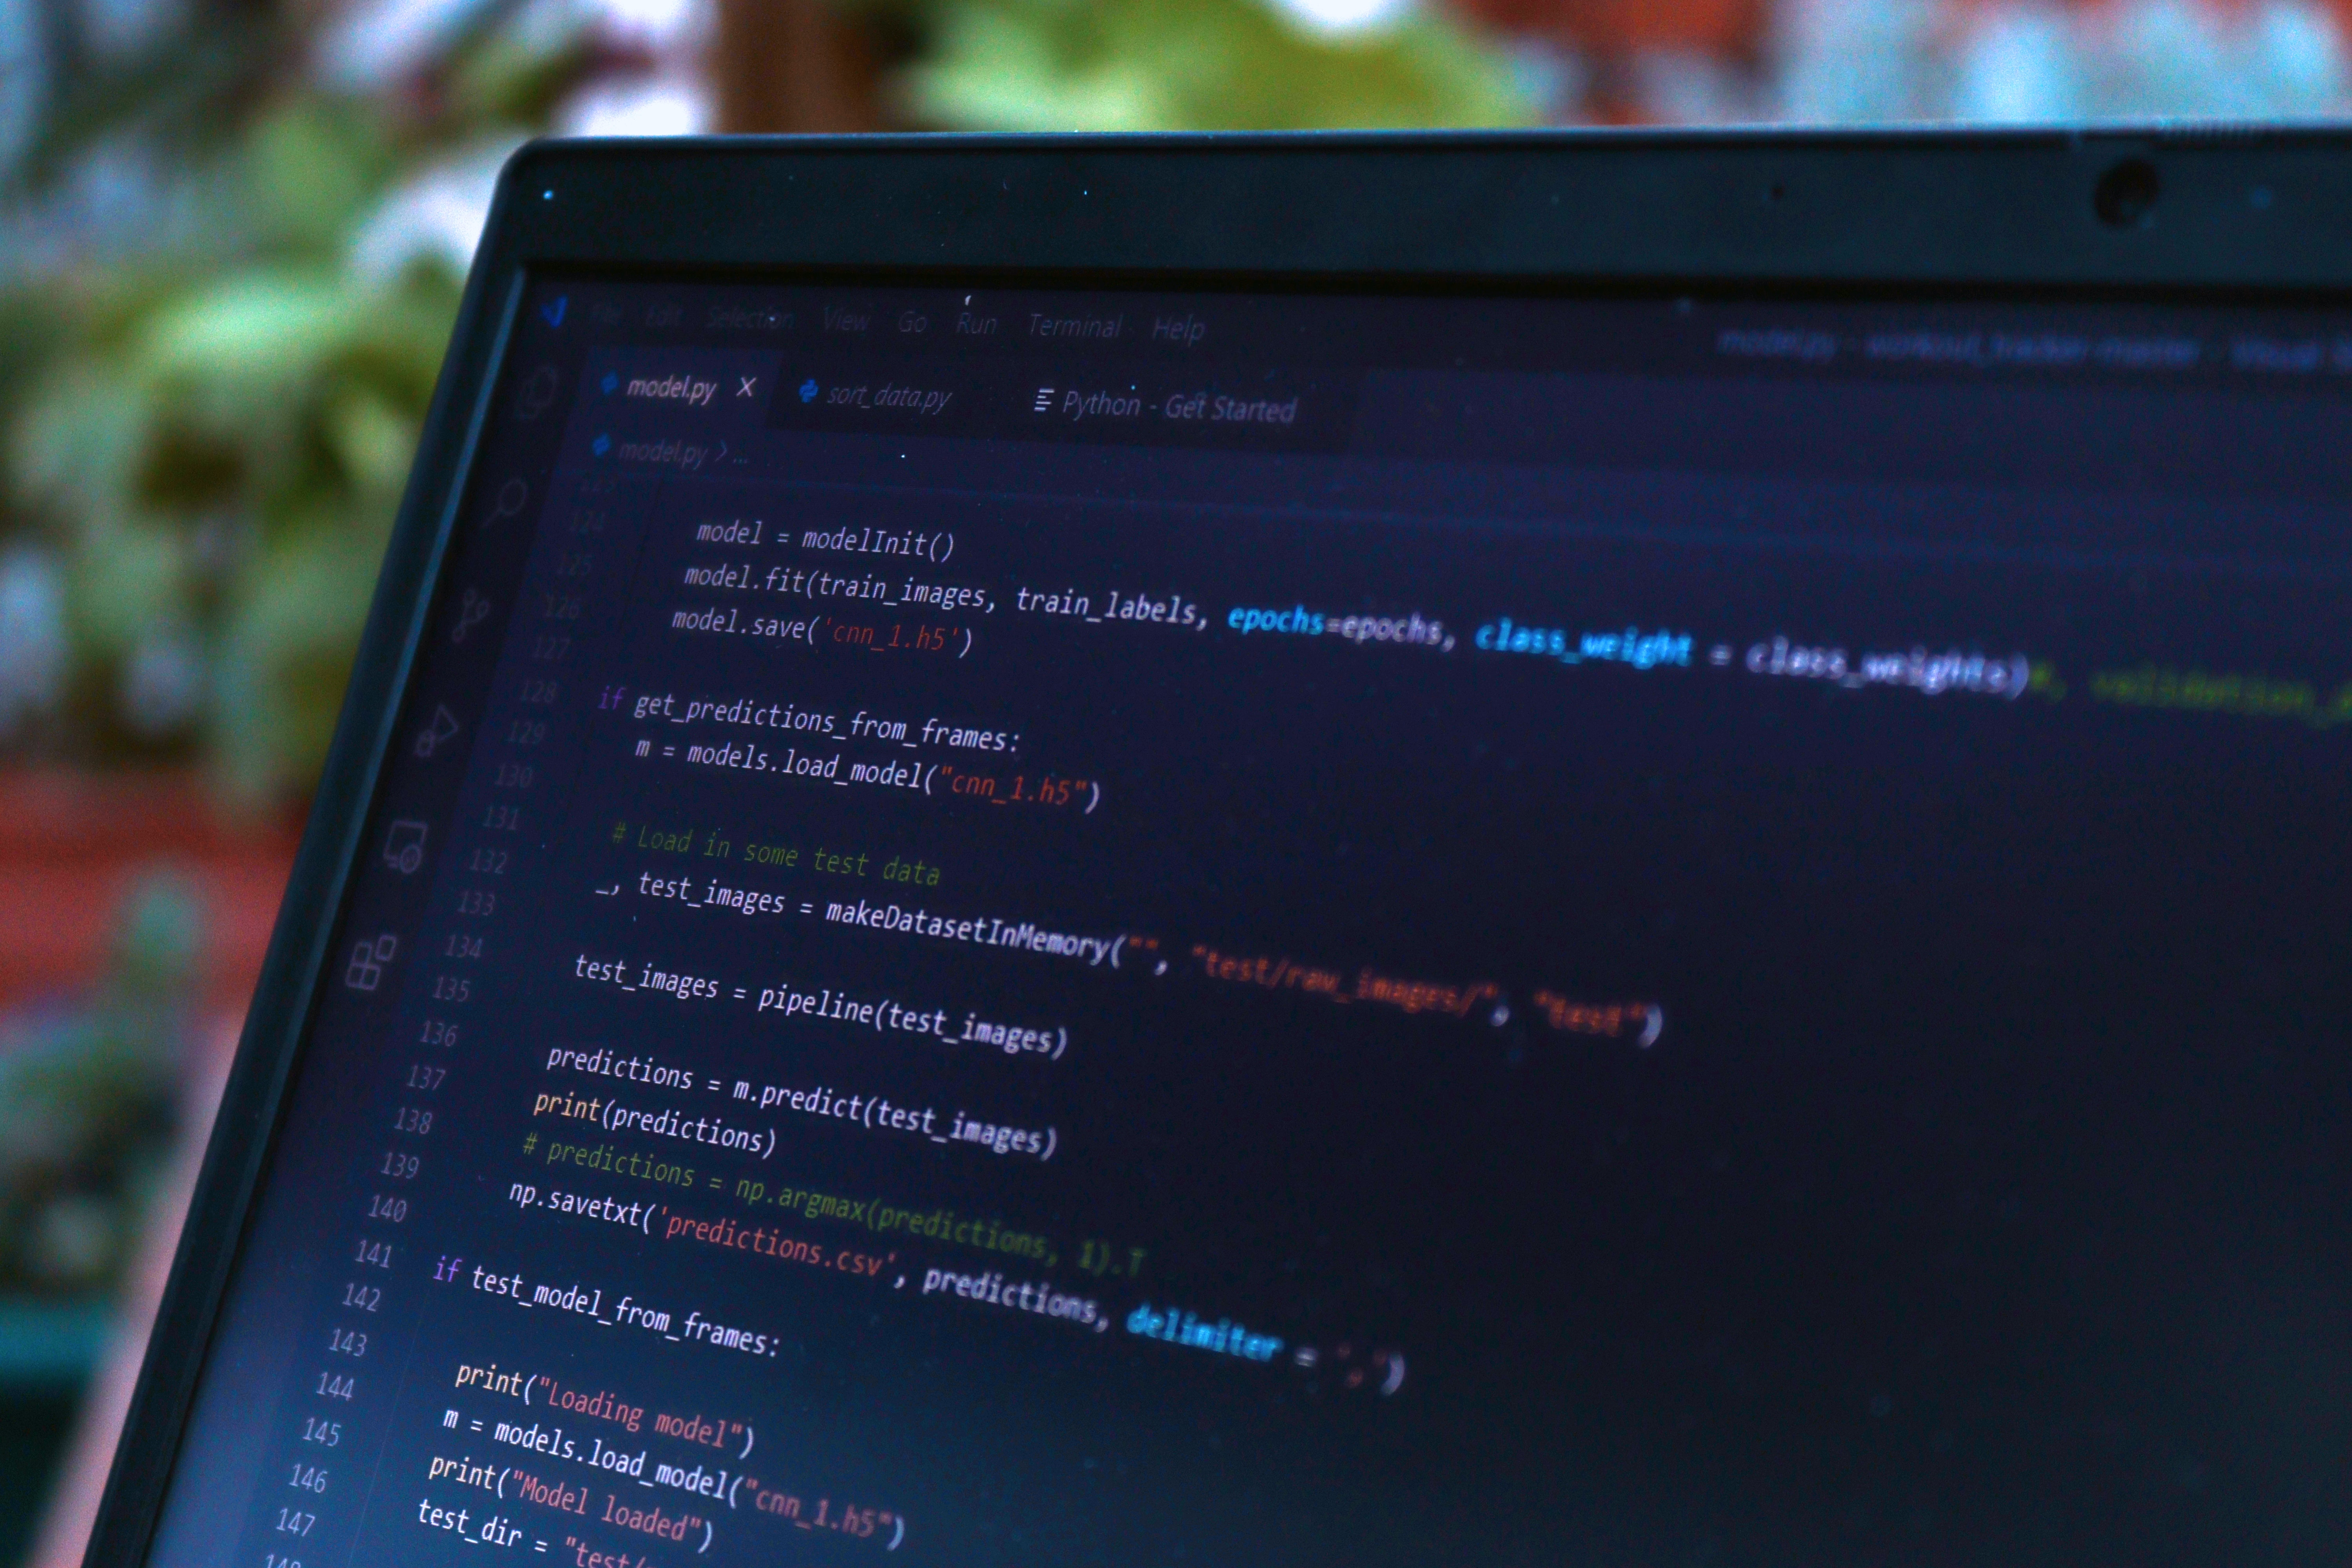 File Edit Selection View Go Run Terminal Help
model.py - workout_tracker-master - Visual
model.py X sort_data.py Python - Get Started
model.py > ...
123
124 model = modelInit()
125 model.fit(train_images, train_labels, epochs=epochs, class_weight = class_weights)#, validation_
126 model.save('cnn_1.h5')
127
128 if get_predictions_from_frames:
129 m = models.load_model("cnn_1.h5")
130
131 # Load in some test data
132 _, test_images = makeDatasetInMemory("", "test/raw_images/", "test")
133
134 test_images = pipeline(test_images)
135
136 predictions = m.predict(test_images)
137 print(predictions)
138 # predictions = np.argmax(predictions, 1).T
139 np.savetxt('predictions.csv', predictions, delimiter = ',')
140
141 if test_model_from_frames:
142
143 print("Loading model")
144 m = models.load_model("cnn_1.h5")
145 print("Model loaded")
146 test_dir = "test/
147
148